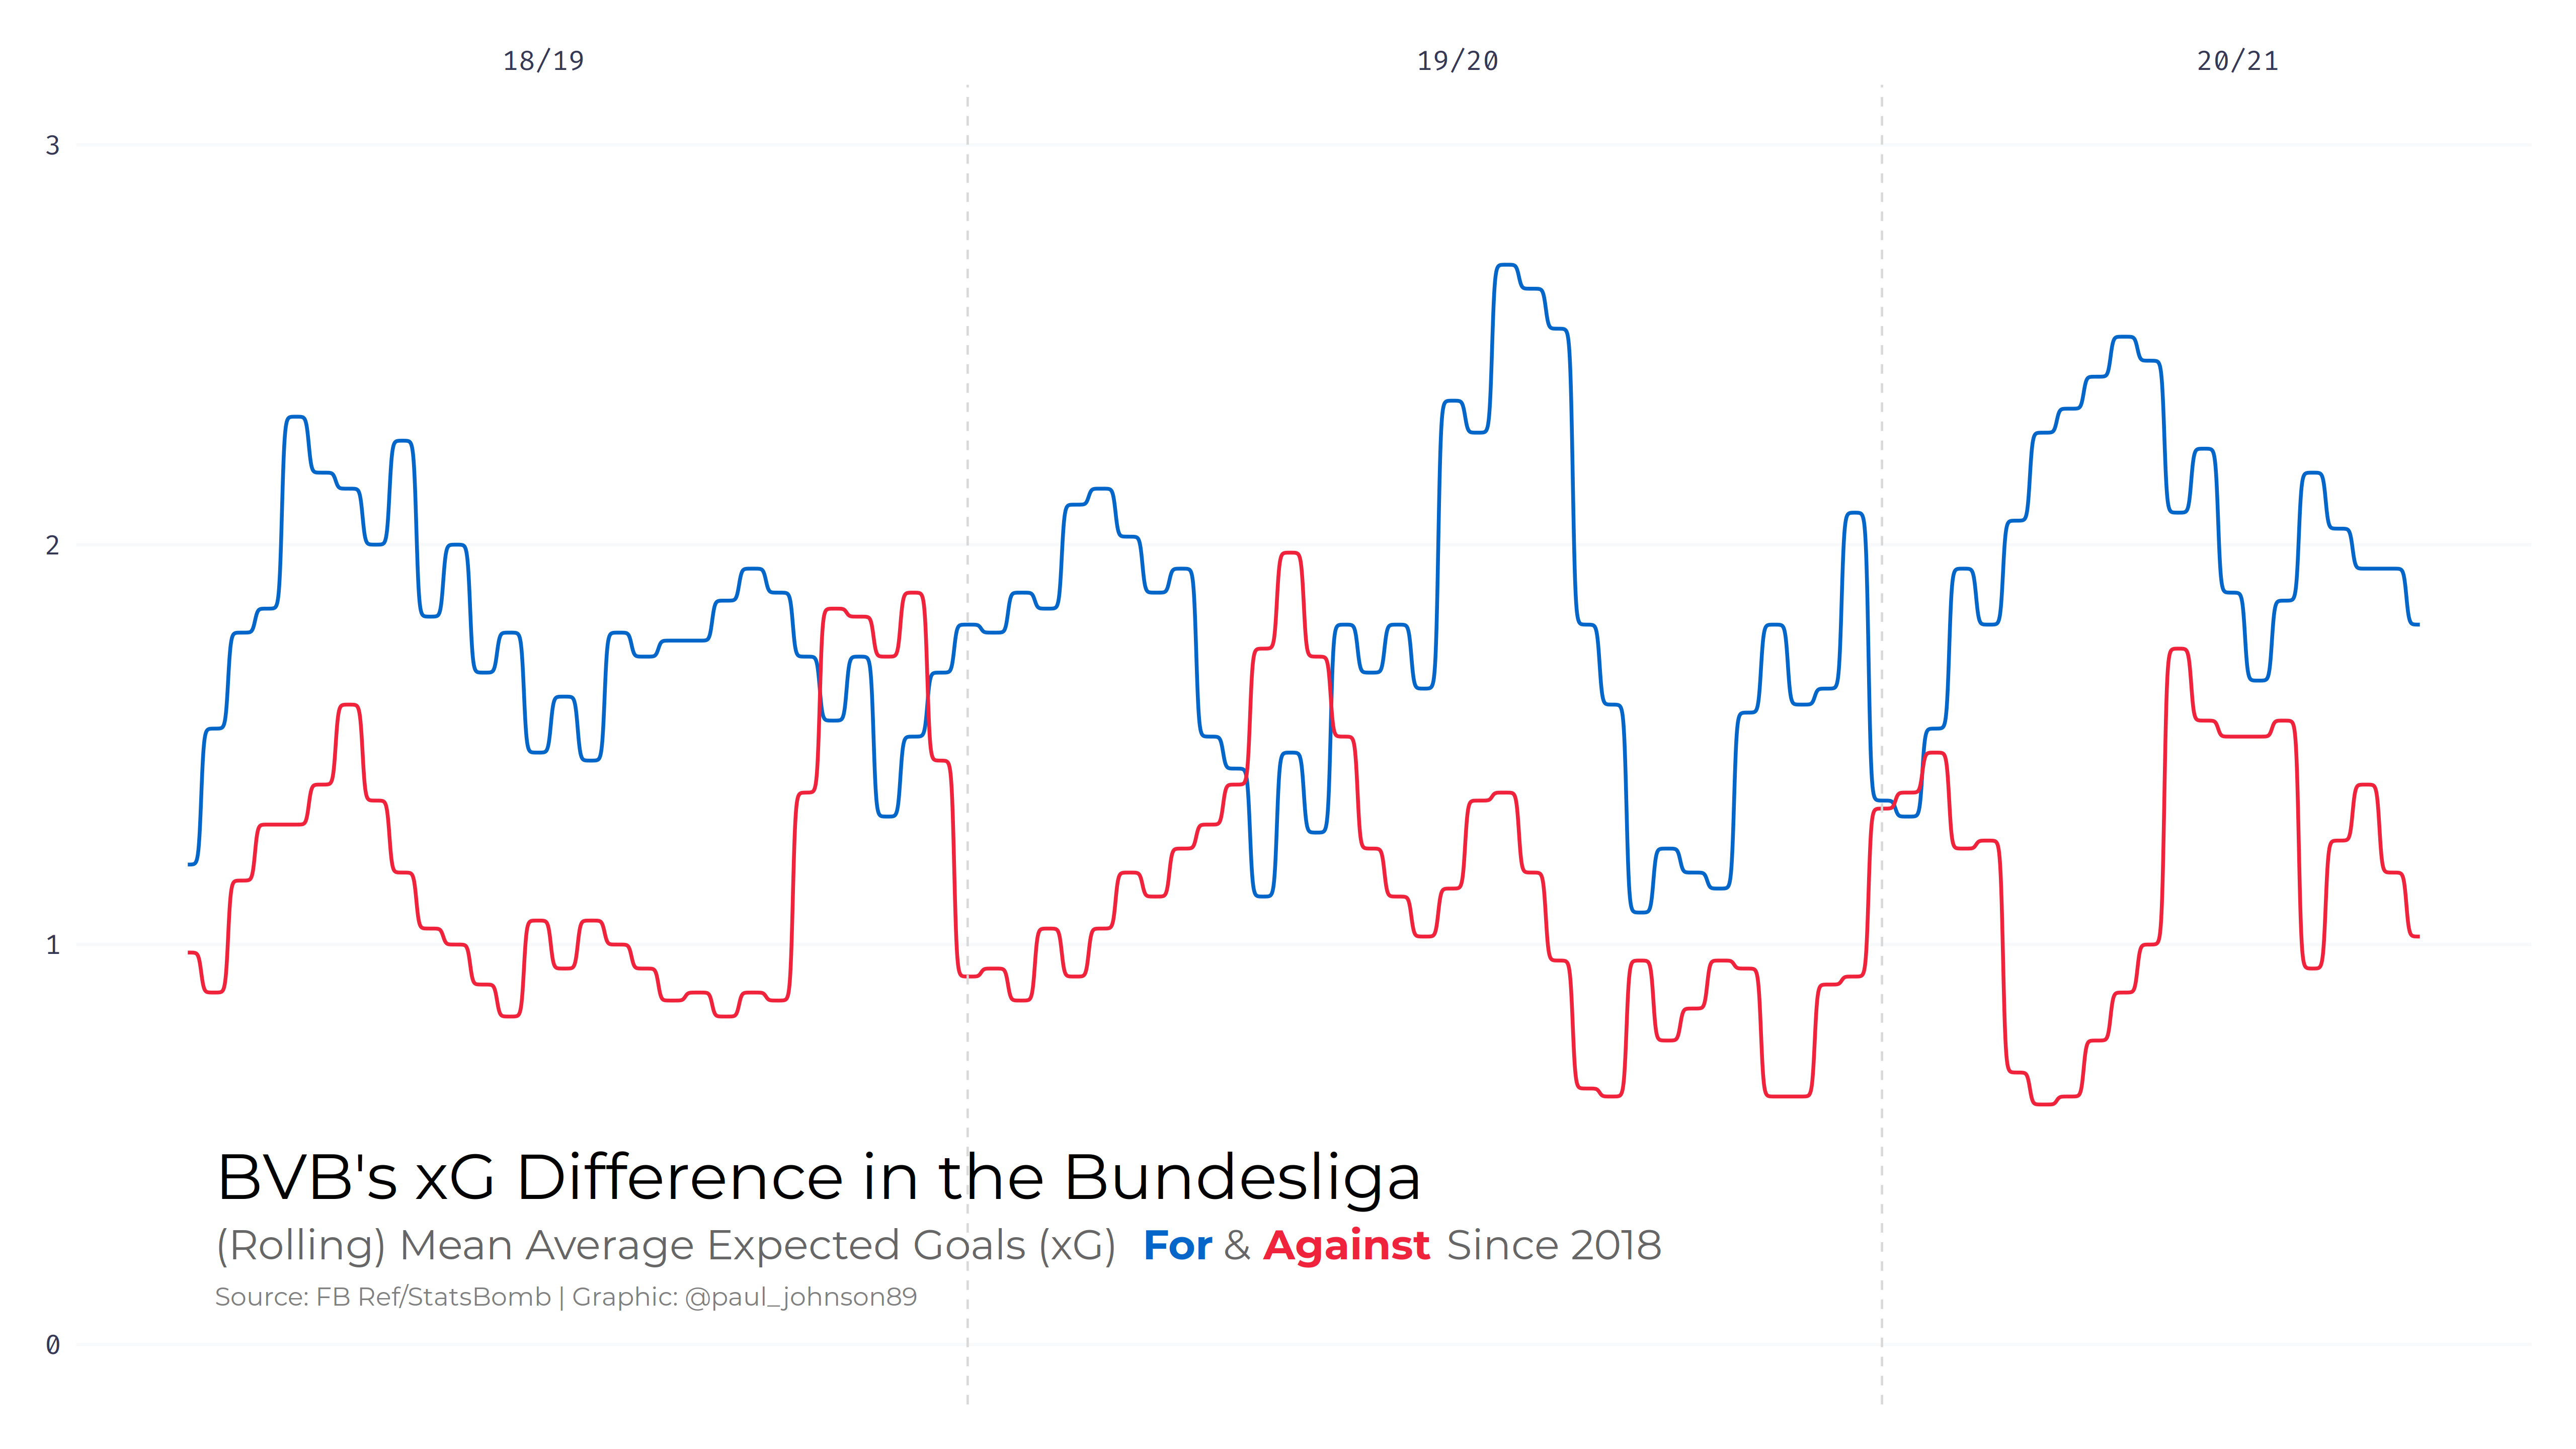 18/19 19/20 20/21
3
2
1
0
BVB's xG Difference in the Bundesliga
(Rolling) Mean Average Expected Goals (xG) For & Against Since 2018
Source: FB Ref/StatsBomb | Graphic: @paul_johnson89